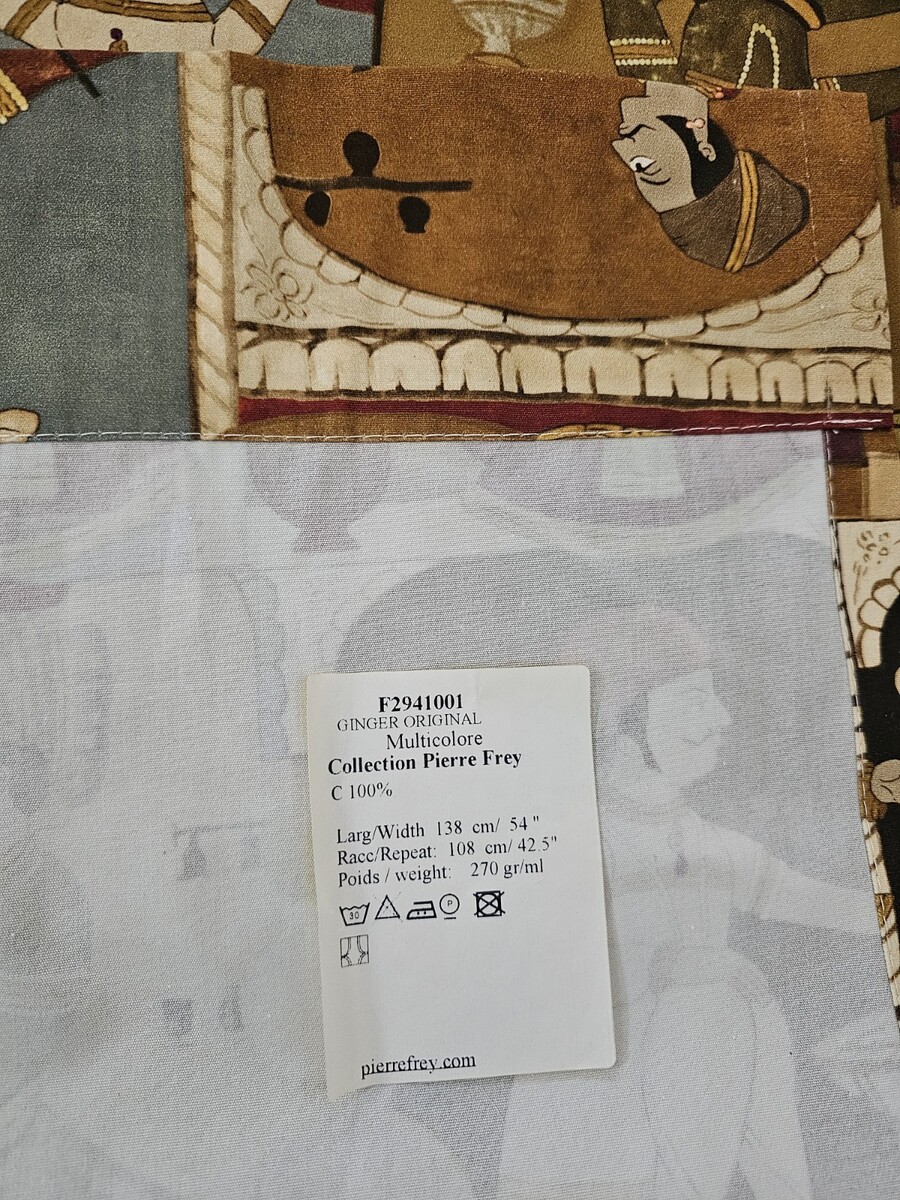 F2941001
GINGER ORIGINAL
Multicolore
Collection Pierre Frey
C 100%
Larg/Width 138 cm/ 54 "
Racc/Repeat: 108 cm/ 42.5"
Poids / weight: 270 gr/ml
30 P
pierrefrey.com